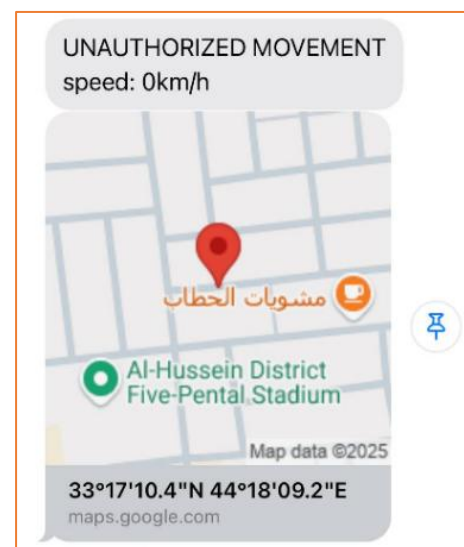 UNAUTHORIZED MOVEMENT
speed: 0km/h
مشويات الحطاب
Al-Hussein District
Five-Pental Stadium
Map data ©2025
33°17'10.4"N 44°18'09.2"E
maps.google.com